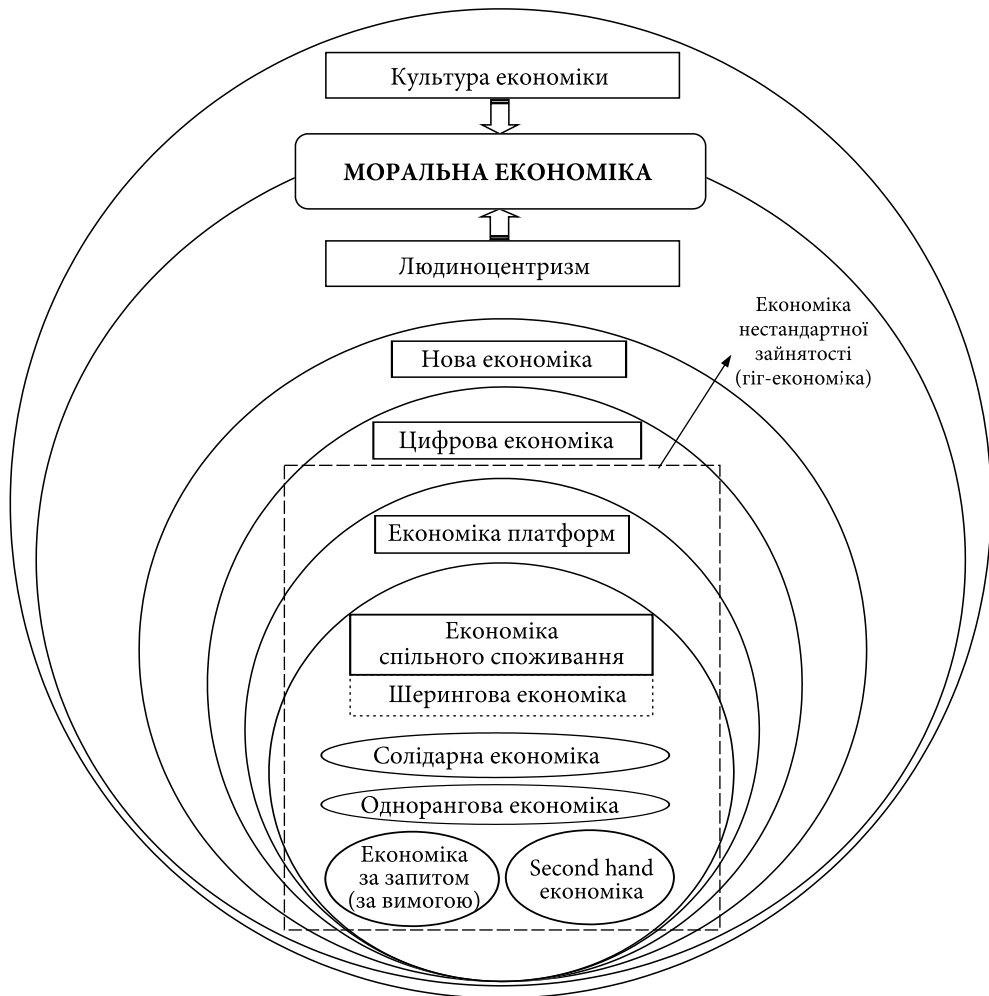 Культура економіки
МОРАЛЬНА ЕКОНОМІКА
Людиноцентризм
Економіка
нестандартної
зайнятості
(гіг-економіка)
Нова економіка
Цифрова економіка
Економіка платформ
Економіка
спільного споживання
Шерингова економіка
Солідарна економіка
Однорангова економіка
Економіка
за запитом
(за вимогою)
Second hand
економіка